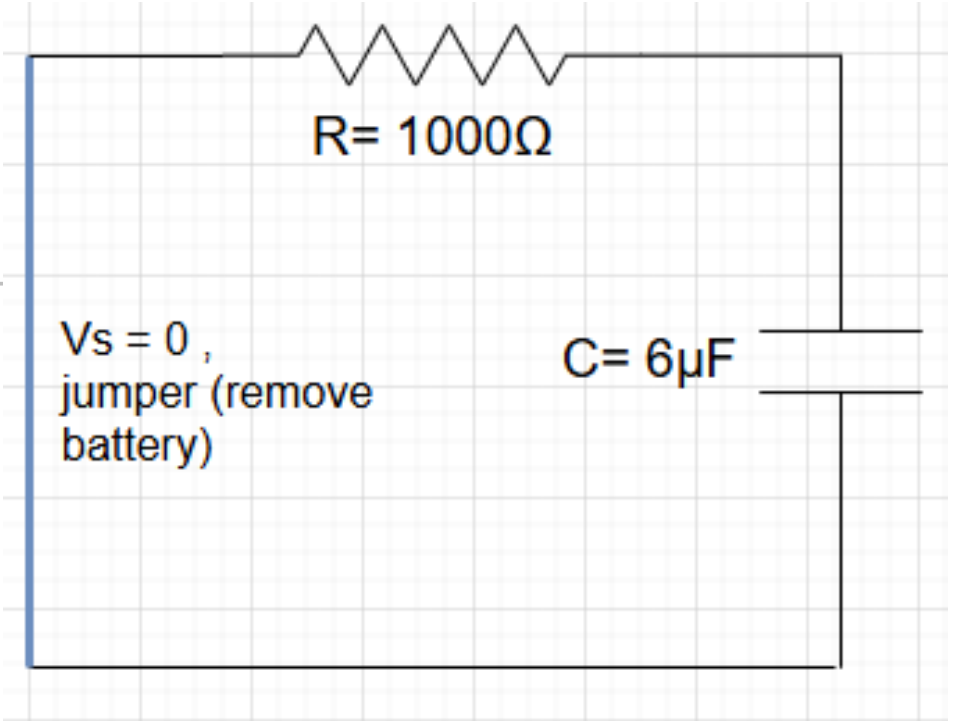 R= 1000Ω
Vs = 0 ,
jumper (remove
battery)
C= 6µF